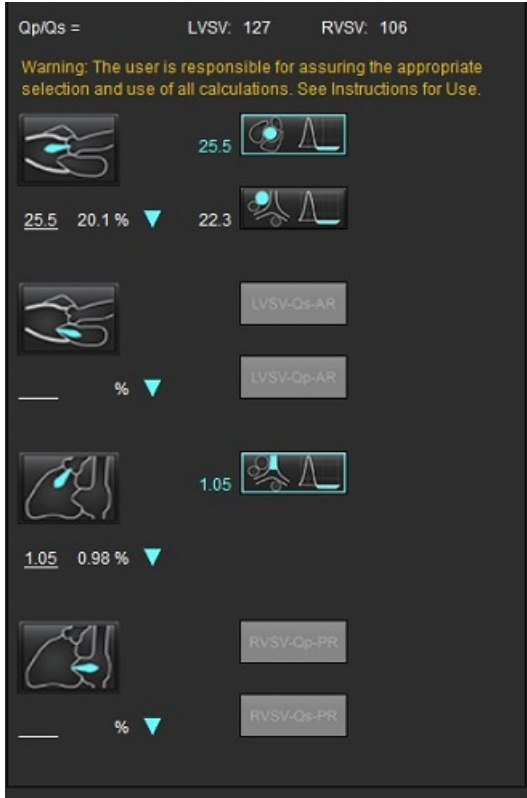 Qp/Qs = LVSV: 127 RVSV: 106
Warning: The user is responsible for assuring the appropriate
selection and use of all calculations. See Instructions for Use.
25.5
25.5 20.1 % 22.3
LVSV-Qs-AR
LVSV-Qp-AR
%
1.05
1.05 0.98 %
RVSV-Qp-PR
RVSV-Qs-PR
%